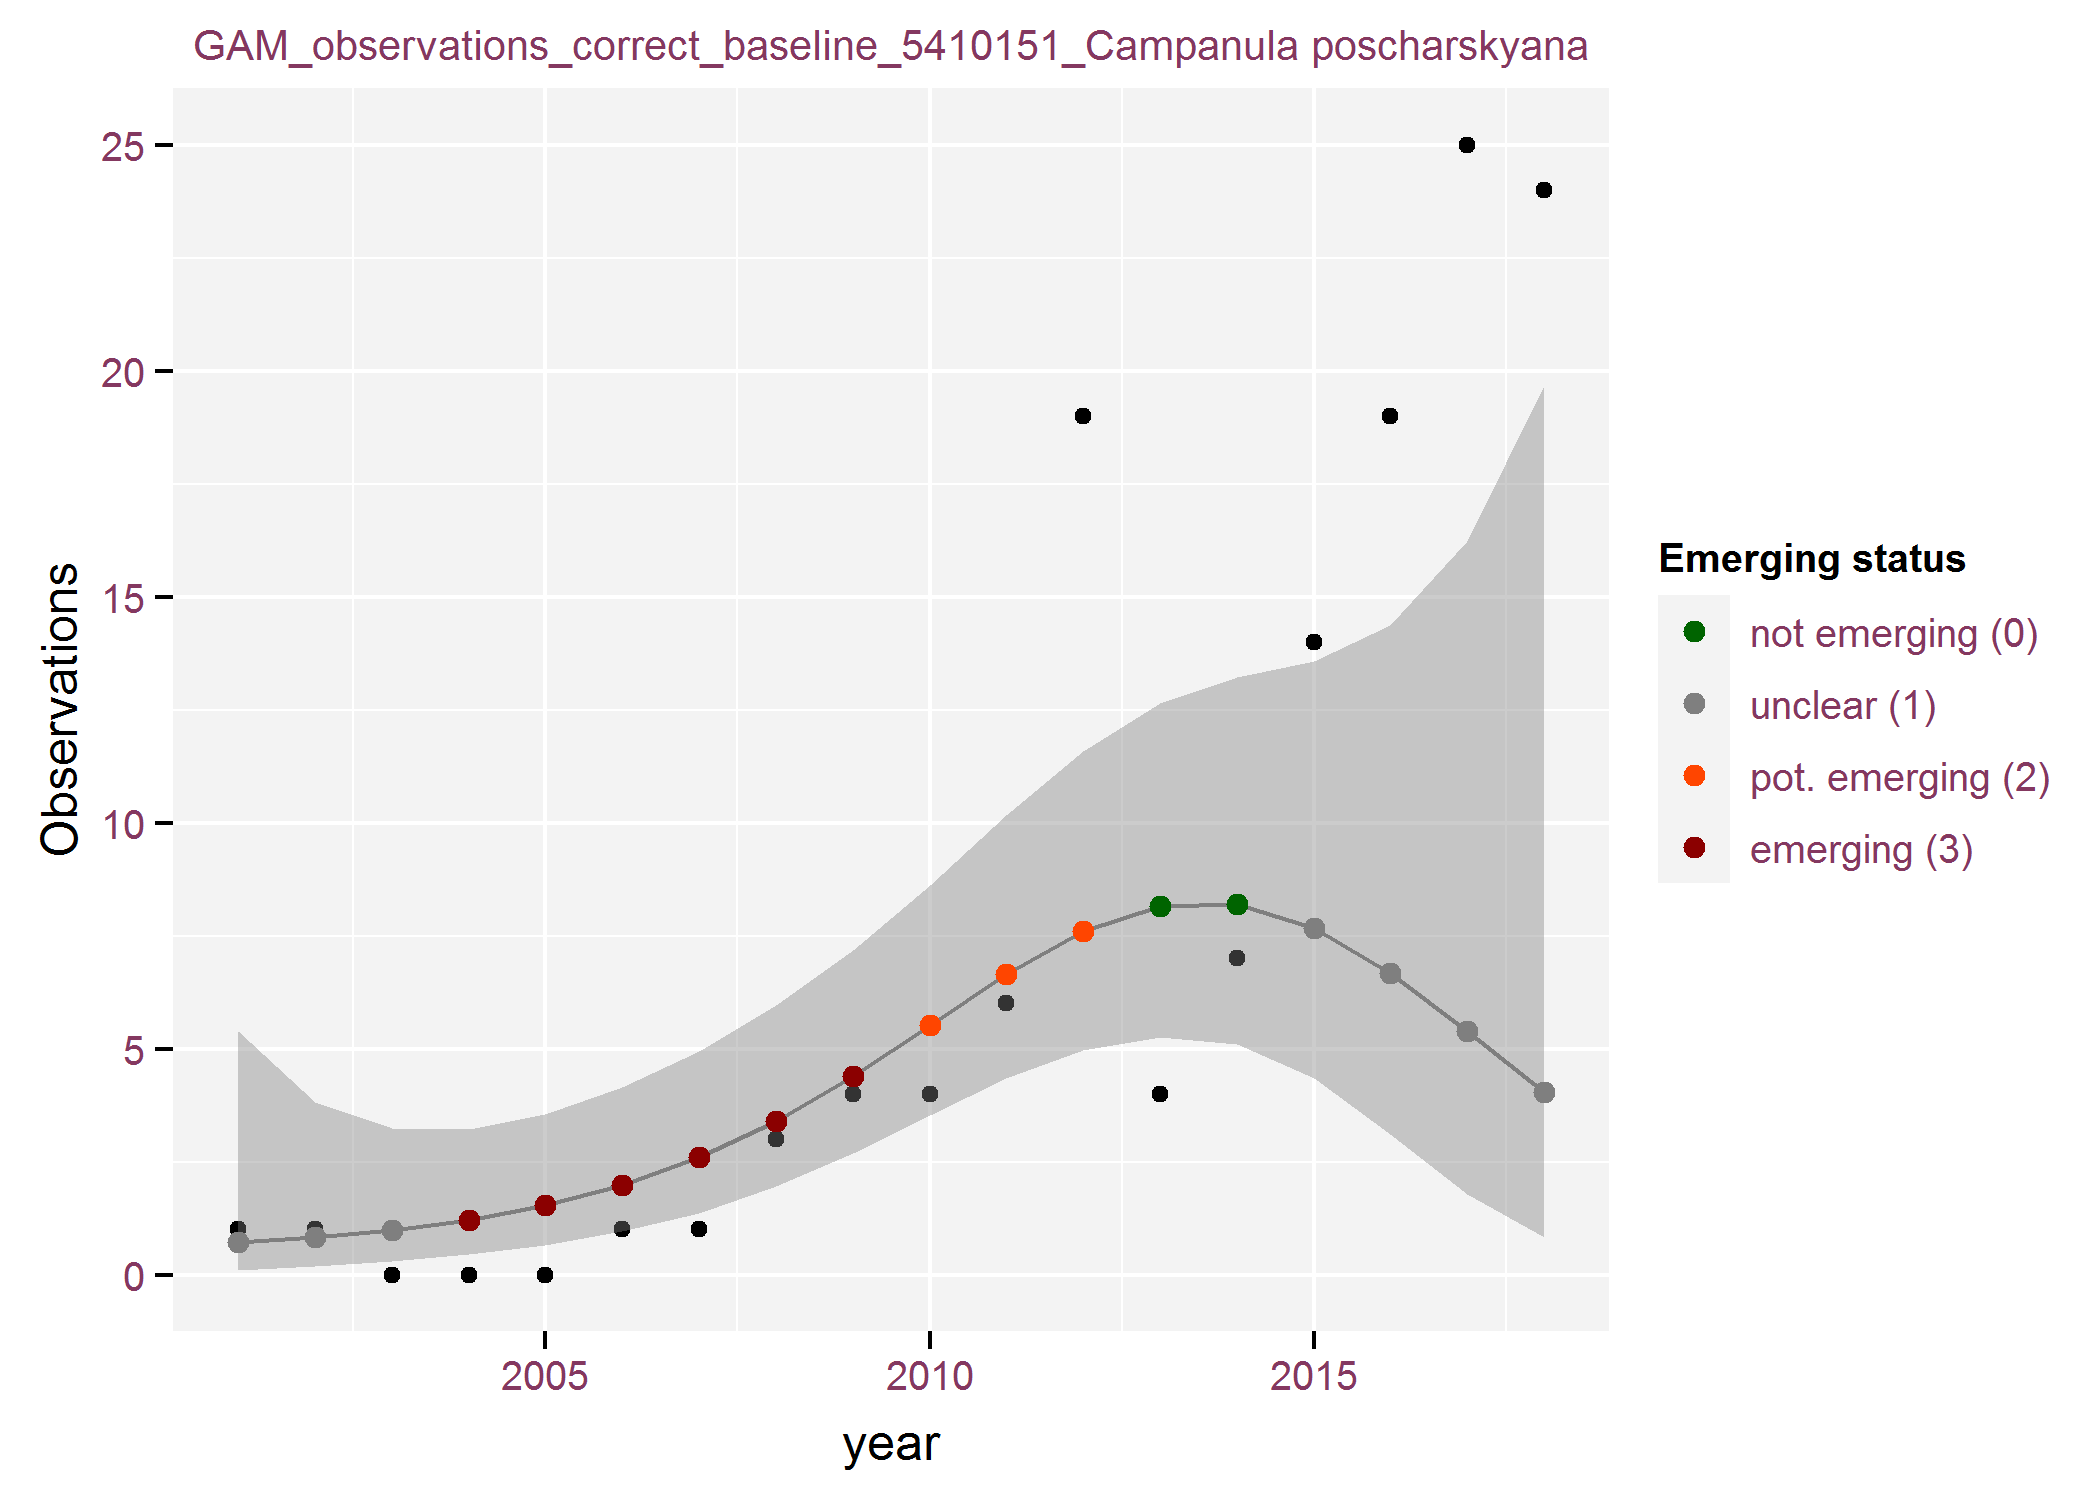 GAM_observations_correct_baseline_5410151_Campanula poscharskyana
25
20
15
10
5
0
Observations
2005
2010
2015
year
Emerging status
not emerging (0)
unclear (1)
pot. emerging (2)
emerging (3)